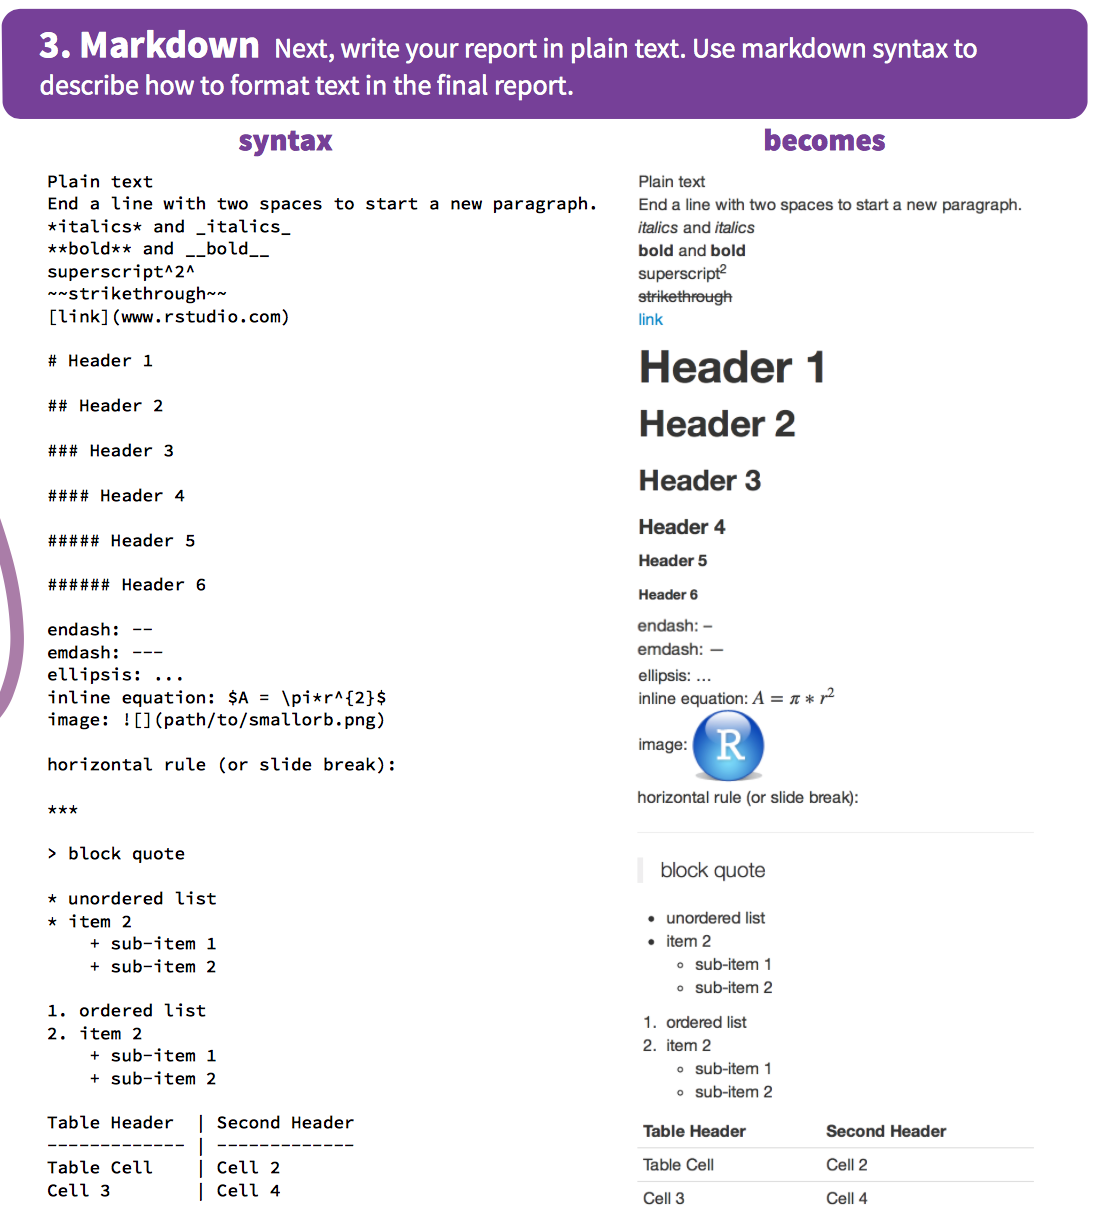 3. Markdown Next, write your report in plain text. Use markdown syntax to
describe how to format text in the final report.
syntax
Plain text
End a line with two spaces to start a new paragraph.
*italics* and _italics_
**bold** and __bold__
superscript^2^
~~strikethrough~~
[link](www.rstudio.com)
# Header 1
## Header 2
### Header 3
#### Header 4
##### Header 5
###### Header 6
endash: --
emdash: ---
ellipsis: ...
inline equation: $A = \pi*r^{2}$
image: ![](path/to/smallorb.png)
horizontal rule (or slide break):
***
> block quote
* unordered list
* item 2
    + sub-item 1
    + sub-item 2
1. ordered list
2. item 2
    + sub-item 1
    + sub-item 2
Table Header  | Second Header
------------- | -------------
Table Cell    | Cell 2
Cell 3        | Cell 4
becomes
Plain text
End a line with two spaces to start a new paragraph.
italics and italics
bold and bold
superscript²
strikethrough
link
Header 1
Header 2
Header 3
Header 4
Header 5
Header 6
endash: –
emdash: —
ellipsis: …
inline equation: A = π ∗ r²
image: R
horizontal rule (or slide break):
block quote
• unordered list
• item 2
    ◦ sub-item 1
    ◦ sub-item 2
1. ordered list
2. item 2
    ◦ sub-item 1
    ◦ sub-item 2
Table Header Second Header
Table Cell Cell 2
Cell 3 Cell 4